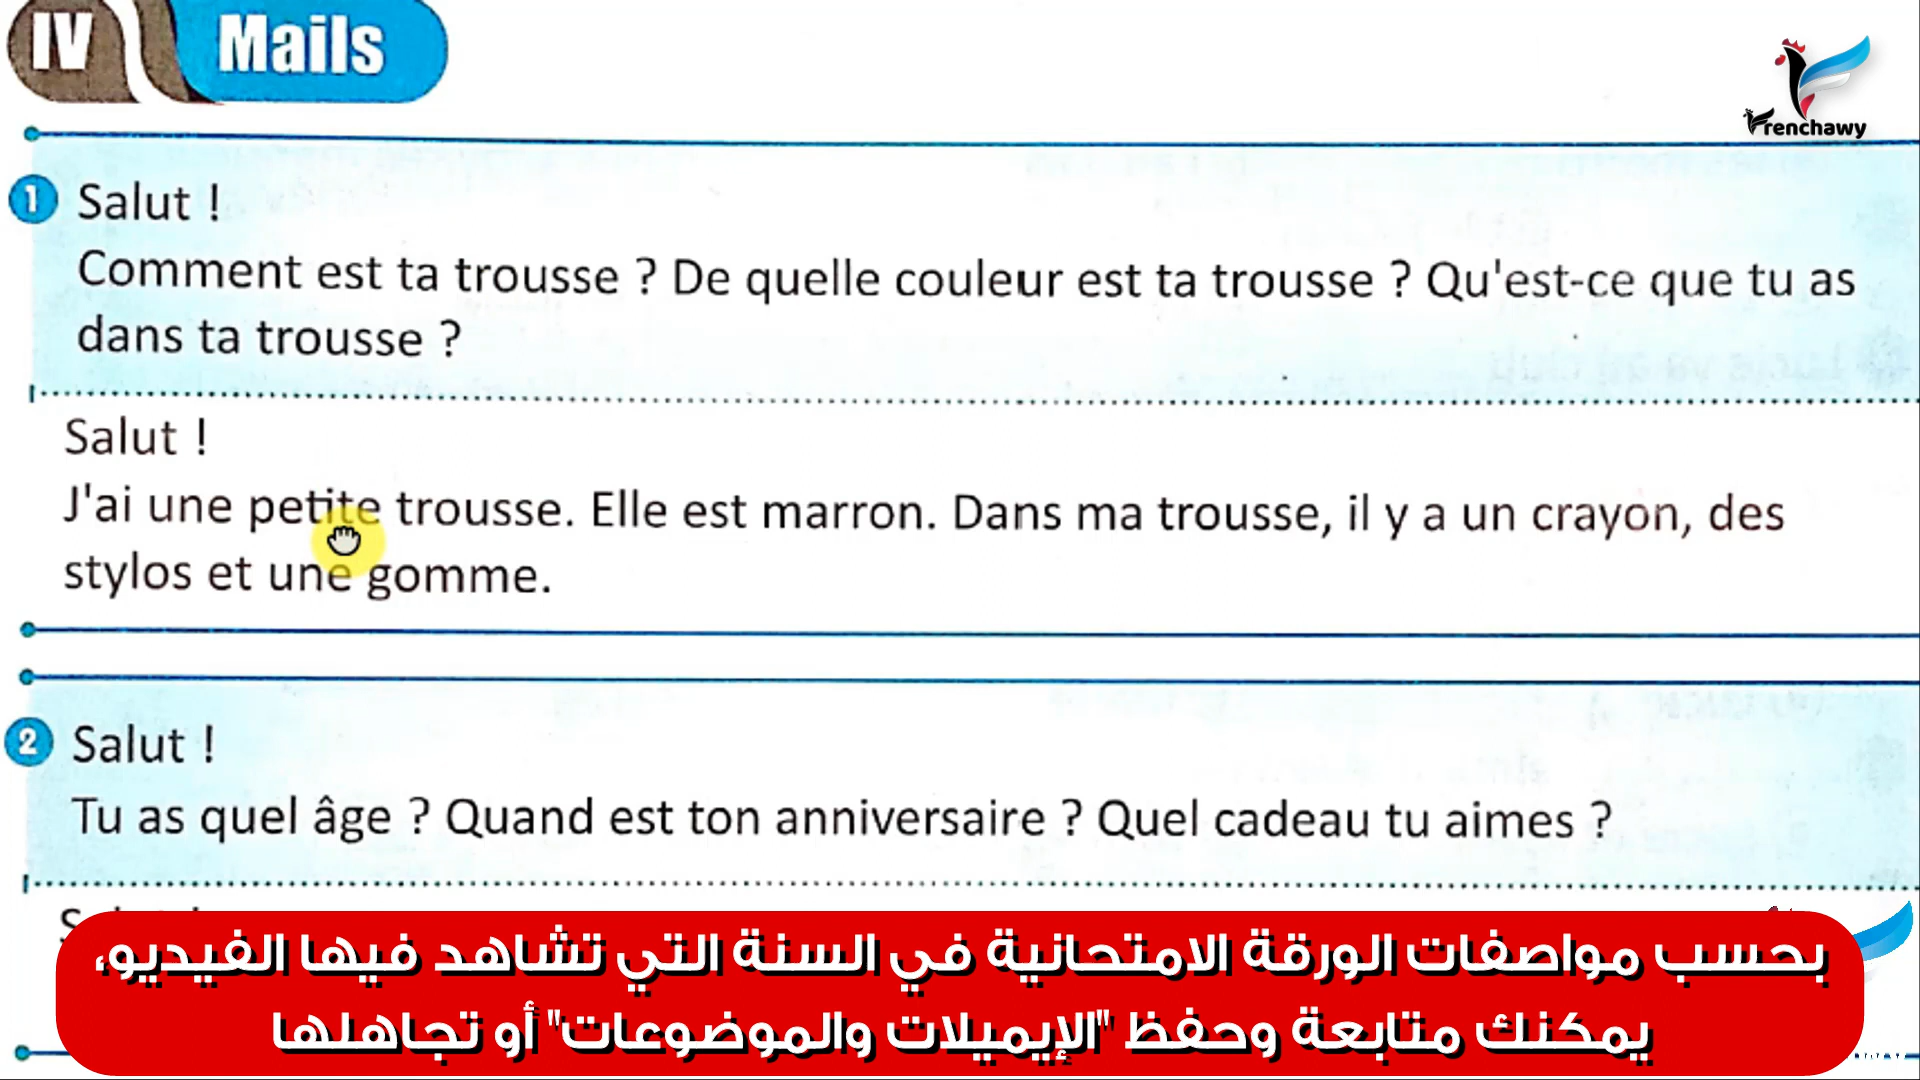 IV Mails
Frenchawy
1 Salut !
Comment est ta trousse ? De quelle couleur est ta trousse ? Qu'est-ce que tu as
dans ta trousse ?
Salut !
J'ai une petite trousse. Elle est marron. Dans ma trousse, il y a un crayon, des
stylos et une gomme.
2 Salut !
Tu as quel âge ? Quand est ton anniversaire ? Quel cadeau tu aimes ?
بحسب مواصفات الورقة الامتحانية في السنة التي تشاهد فيها الفيديو،
يمكنك متابعة وحفظ "الإيميلات والموضوعات" أو تجاهلها